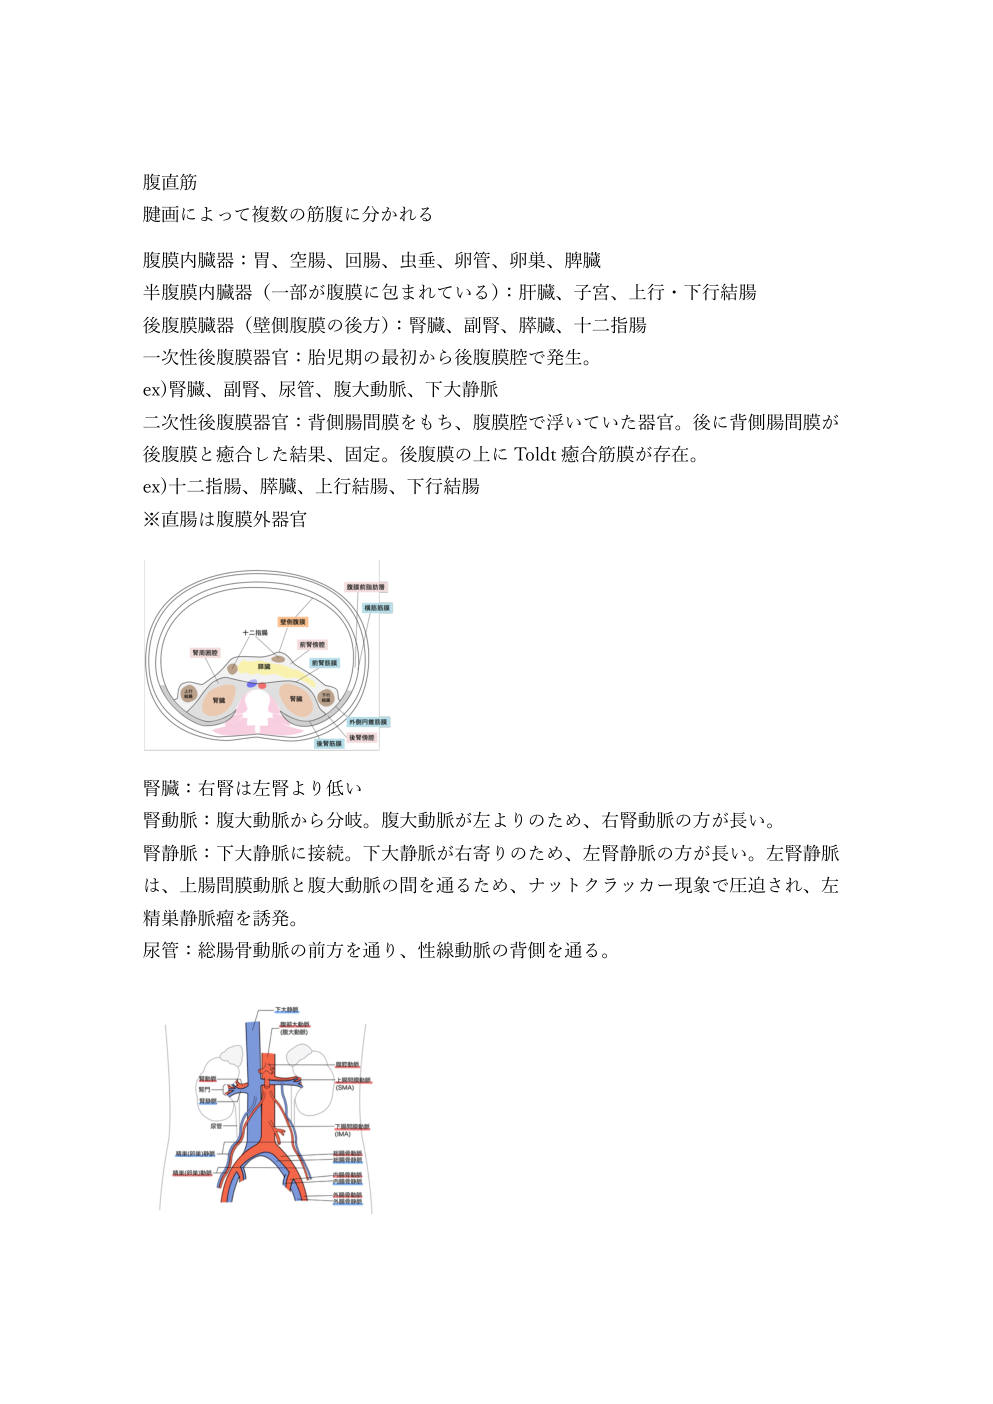 腹直筋
腱画によって複数の筋腹に分かれる
腹膜内臓器：胃、空腸、回腸、虫垂、卵管、卵巣、脾臓
半腹膜内臓器（一部が腹膜に包まれている）：肝臓、子宮、上行・下行結腸
後腹膜臓器（壁側腹膜の後方）：腎臓、副腎、膵臓、十二指腸
一次性後腹膜器官：胎児期の最初から後腹膜腔で発生。
ex)腎臓、副腎、尿管、腹大動脈、下大静脈
二次性後腹膜器官：背側腸間膜をもち、腹膜腔で浮いていた器官。後に背側腸間膜が
後腹膜と癒合した結果、固定。後腹膜の上に Toldt 癒合筋膜が存在。
ex)十二指腸、膵臓、上行結腸、下行結腸
※直腸は腹膜外器官
腹膜前脂肪層
横筋筋膜
壁側腹膜
十二指腸
前腎傍腔
腎周囲腔
前腎筋膜
膵臓
上行
結腸
腎臓
腎臓
下行
結腸
外側円錐筋膜
後腎傍腔
後腎筋膜
腎臓：右腎は左腎より低い
腎動脈：腹大動脈から分岐。腹大動脈が左よりのため、右腎動脈の方が長い。
腎静脈：下大静脈に接続。下大静脈が右寄りのため、左腎静脈の方が長い。左腎静脈
は、上腸間膜動脈と腹大動脈の間を通るため、ナットクラッカー現象で圧迫され、左
精巣静脈瘤を誘発。
尿管：総腸骨動脈の前方を通り、性線動脈の背側を通る。
下大静脈
腹部大動脈
(腹大動脈)
腹腔動脈
腎動脈
上腸間膜動脈
(SMA)
腎門
腎静脈
尿管
下腸間膜動脈
(IMA)
精巣(卵巣)静脈
総腸骨動脈
総腸骨静脈
精巣(卵巣)動脈
内腸骨動脈
内腸骨静脈
外腸骨動脈
外腸骨静脈